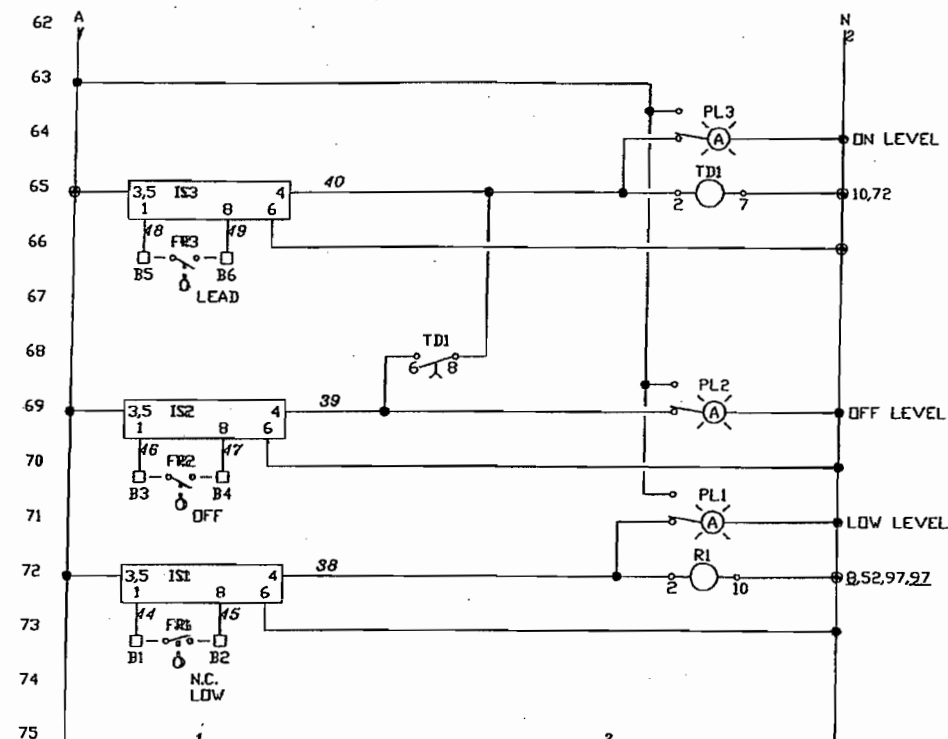 62 A N
1 2
63
PL3
64 A ON LEVEL
TD1
65 3,5 IS3 4 40 2 7 10,72
1 8 6
66 48 49
FR3
B5 B6
LEAD
67
TD1
68
6 8
PL2
69 3,5 IS2 4 39 A OFF LEVEL
1 8 6
70 46 47
FR2
B3 B4
OFF
PL1
71 A LOW LEVEL
R1
72 3,5 IS1 4 38 2 10 8,52,97,97
1 8 6
73 44 45
FR1
B1 B2
N.C.
74 LOW
75 1